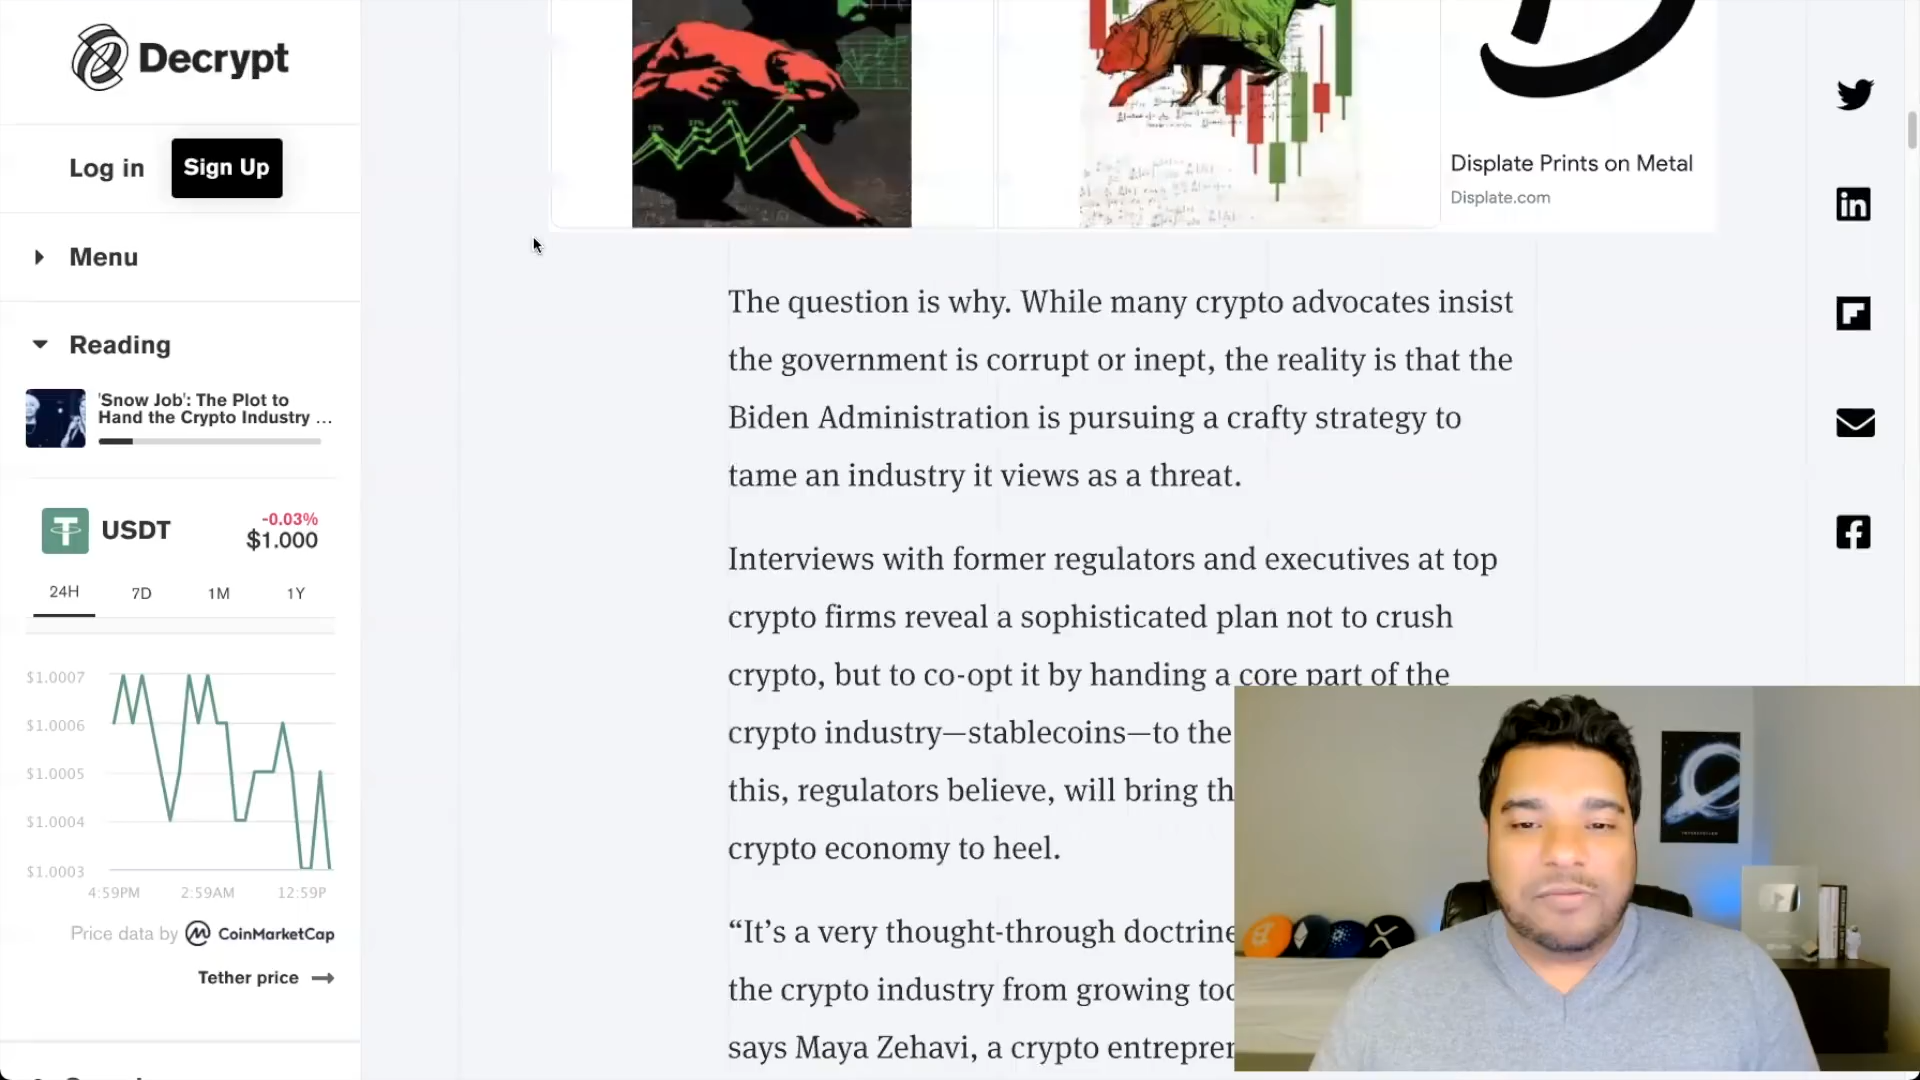 Decrypt
Log in
Sign Up
Menu
Reading
'Snow Job': The Plot to
Hand the Crypto Industry ...
USDT
-0.03%
$1.000
24H
7D
1M
1Y
$1.0007
$1.0006
$1.0005
$1.0004
$1.0003
4:59PM
2:59AM
12:59P
Price data by CoinMarketCap
Tether price
Displate Prints on Metal
Displate.com
The question is why. While many crypto advocates insist
the government is corrupt or inept, the reality is that the
Biden Administration is pursuing a crafty strategy to
tame an industry it views as a threat.
Interviews with former regulators and executives at top
crypto firms reveal a sophisticated plan not to crush
crypto, but to co-opt it by handing a core part of the
crypto industry—stablecoins—to the
this, regulators believe, will bring th
crypto economy to heel.
“It’s a very thought-through doctrine
the crypto industry from growing too
says Maya Zehavi, a crypto entrepren